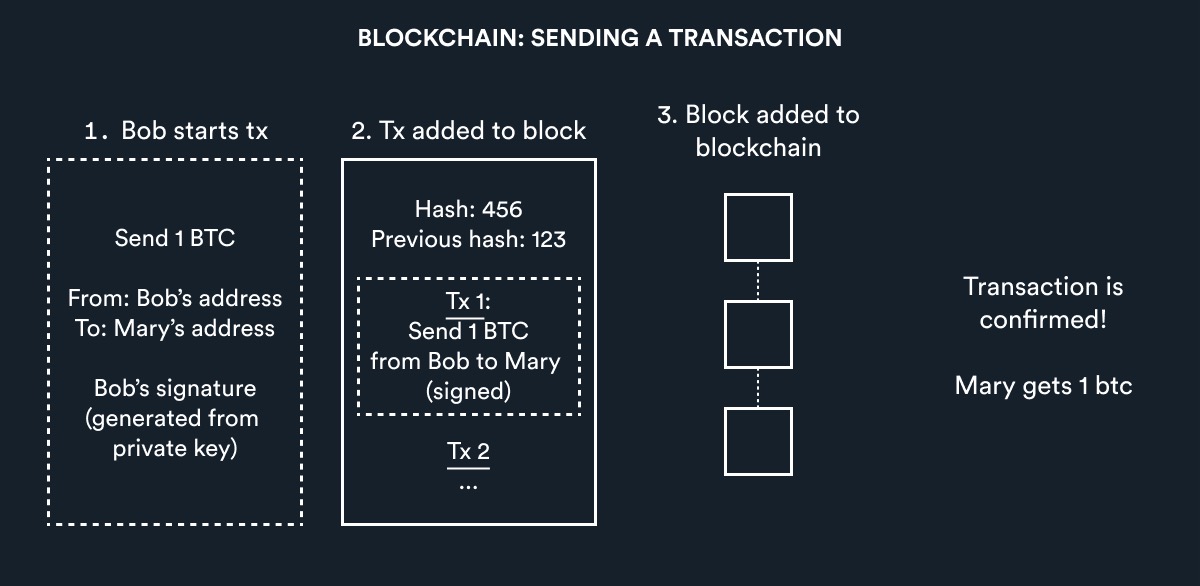 BLOCKCHAIN: SENDING A TRANSACTION
1. Bob starts tx
Send 1 BTC
From: Bob’s address
To: Mary’s address
Bob’s signature
(generated from
private key)
2. Tx added to block
Hash: 456
Previous hash: 123
Tx 1:
Send 1 BTC
from Bob to Mary
(signed)
Tx 2
...
3. Block added to
blockchain
Transaction is
confirmed!
Mary gets 1 btc